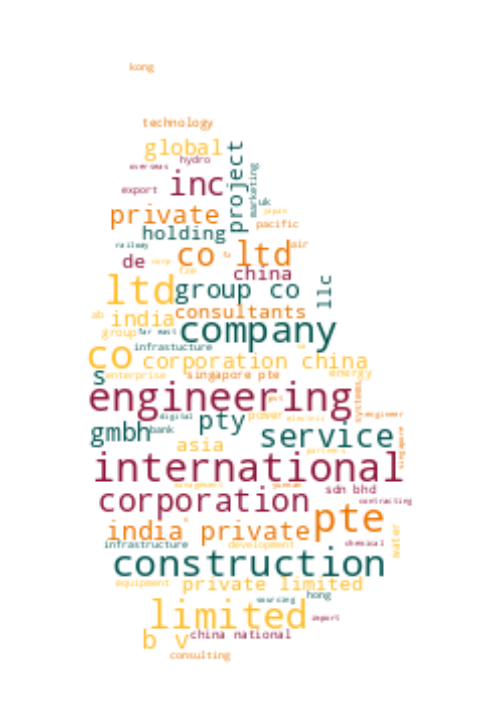 kong
technology
global
hydro
overseas
project
marketing
export
inc
uk
japan
private
pacific
holding
railway
co ltd
air
de
corp
china
fze
llc
ltd
group co
ab
india
consultants
group
far east
company
infrastucture
co
corporation china
s
enterprise
singapore pte
energy
systems
engineering
digital
pty
power
electric
engineer
gmbh
bank
service
singapore
asia
partners
international
management
yunnan
sdn bhd
corporation
contracting
pte
india private
water
infrastructure
development
chemical
construction
equipment
private limited
sourcing
hong
limited
import
b v
china national
consulting